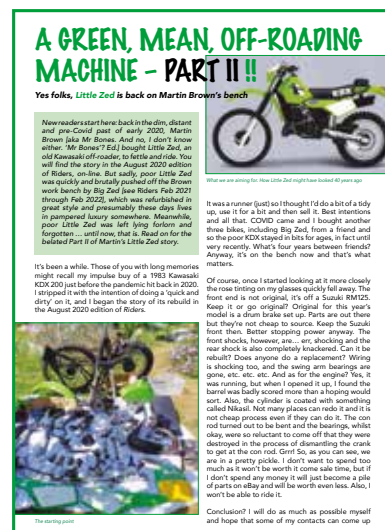 A GREEN, MEAN, OFF-ROADING
MACHINE – PART II !!
Yes folks, Little Zed is back on Martin Brown's bench
New readers start here: back in the dim, distant
and pre-Covid past of early 2020, Martin
Brown [aka Mr Bones. And no, I don't know
either. 'Mr Bones'? Ed.] bought Little Zed, an
old Kawasaki off-roader, to fettle and ride. You
will find the story in the August 2020 edition
of Riders, on-line. But sadly, poor Little Zed
was quickly and brutally pushed off the Brown
work bench by Big Zed [see Riders Feb 2021
through Feb 2022], which was refurbished in
great style and presumably these days lives
in pampered luxury somewhere. Meanwhile,
poor Little Zed was left lying forlorn and
forgotten ... until now, that is. Read on for the
belated Part II of Martin's Little Zed story.
It's been a while. Those of you with long memories
might recall my impulse buy of a 1983 Kawasaki
KDX 200 just before the pandemic hit back in 2020.
I stripped it with the intention of doing a 'quick and
dirty' on it, and I began the story of its rebuild in
the August 2020 edition of Riders.
The starting point
What we are aiming for. How Little Zed might have looked 40 years ago
It was a runner (just) so I thought I'd do a bit of a tidy
up, use it for a bit and then sell it. Best intentions
and all that. COVID came and I bought another
three bikes, including Big Zed, from a friend and
so the poor KDX stayed in bits for ages, in fact until
very recently. What's four years between friends?
Anyway, it's on the bench now and that's what
matters.
Of course, once I started looking at it more closely
the rose tinting on my glasses quickly fell away. The
front end is not original, it's off a Suzuki RM125.
Keep it or go original? Original for this year's
model is a drum brake set up. Parts are out there
but they're not cheap to source. Keep the Suzuki
front then. Better stopping power anyway. The
front shocks, however, are... err, shocking and the
rear shock is also completely knackered. Can it be
rebuilt? Does anyone do a replacement? Wiring
is shocking too, and the swing arm bearings are
gone, etc. etc. etc. And as for the engine? Yes, it
was running, but when I opened it up, I found the
barrel was badly scored more than a hoping would
sort. Also, the cylinder is coated with something
called Nikasil. Not many places can redo it and it is
not cheap process even if they can do it. The con
rod turned out to be bent and the bearings, whilst
okay, were so reluctant to come off that they were
destroyed in the process of dismantling the crank
to get at the con rod. Grrr! So, as you can see, we
are in a pretty pickle. I don't want to spend too
much as it won't be worth it come sale time, but if
I don't spend any money it will just become a pile
of parts on eBay and will be worth even less. Also, I
won't be able to ride it.
Conclusion? I will do as much as possible myself
and hope that some of my contacts can come up